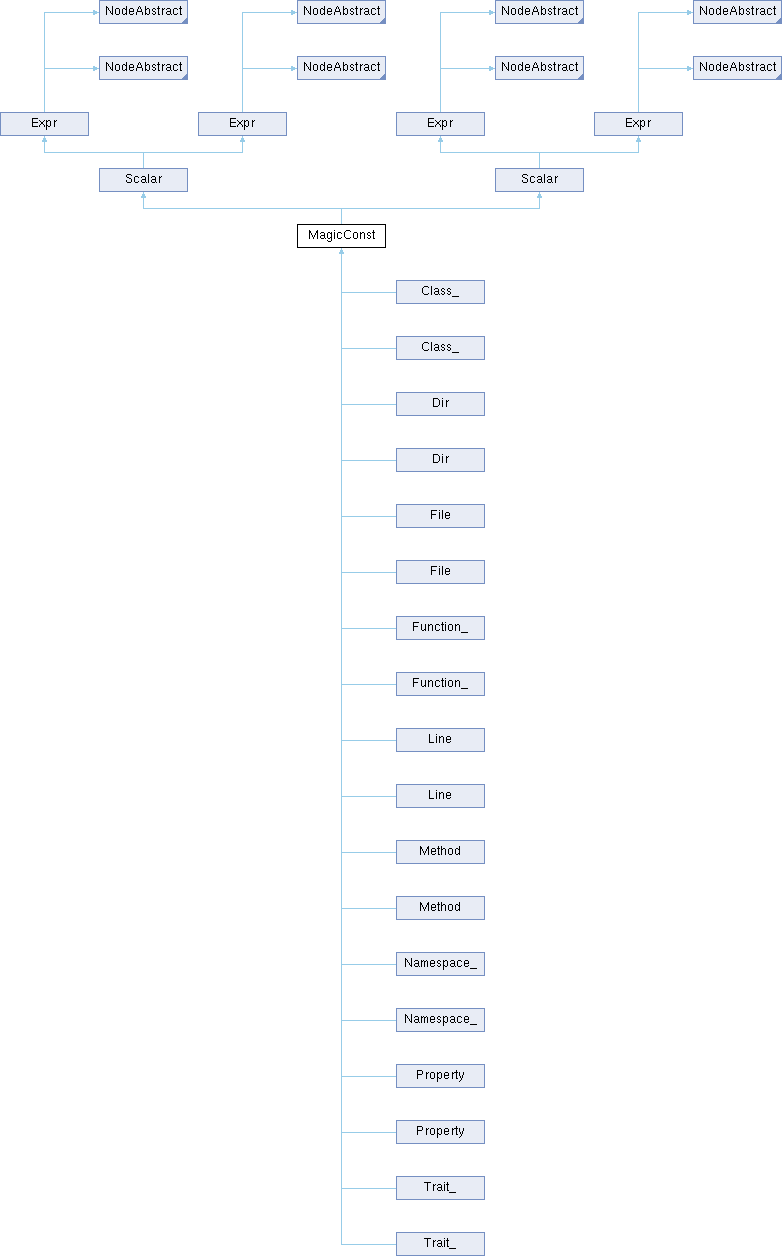 NodeAbstract NodeAbstract NodeAbstract NodeAbstract
NodeAbstract NodeAbstract NodeAbstract NodeAbstract
Expr Expr Expr Expr
Scalar Scalar
MagicConst
Class_
Class_
Dir
Dir
File
File
Function_
Function_
Line
Line
Method
Method
Namespace_
Namespace_
Property
Property
Trait_
Trait_